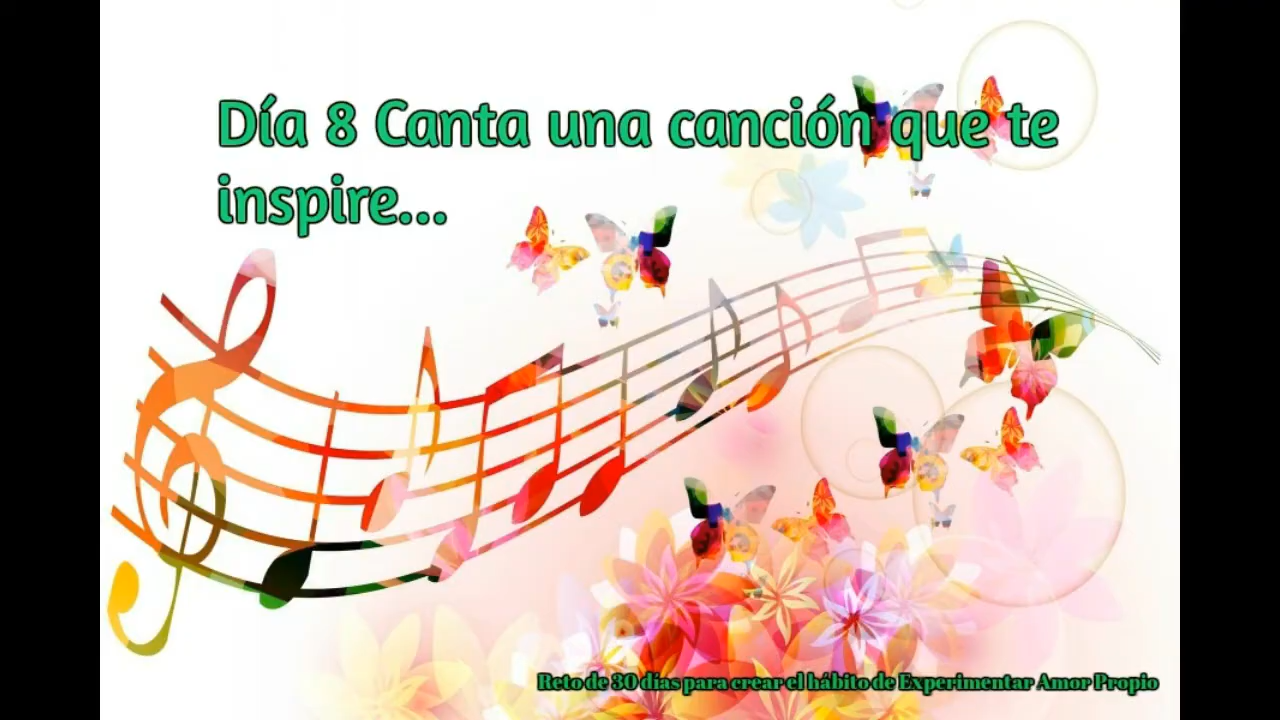 Día 8 Canta una canción que te
inspire...
Reto de 30 días para crear el hábito de Experimentar Amor Propio